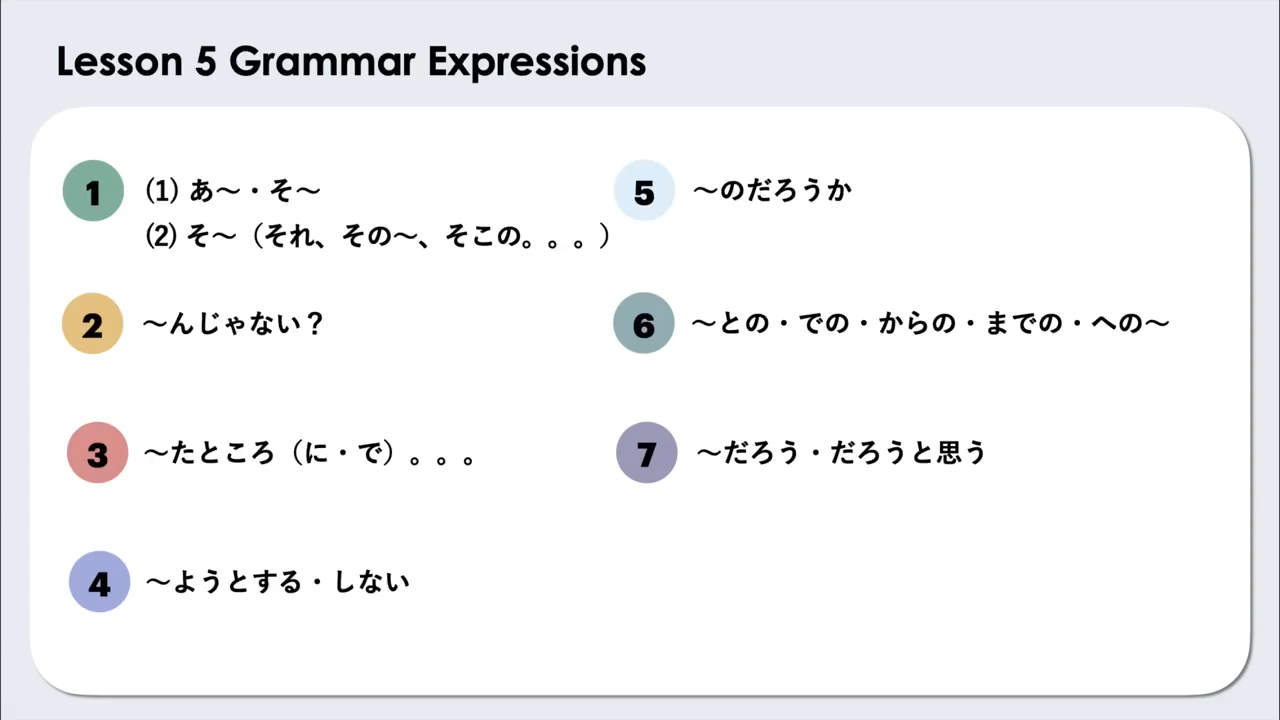 Lesson 5 Grammar Expressions
1 (1) あ〜・そ〜
(2) そ〜（それ、その〜、そこの。。。）
2 〜んじゃない？
3 〜たところ（に・で）。。。
4 〜ようとする・しない
5 〜のだろうか
6 〜との・での・からの・までの・への〜
7 〜だろう・だろうと思う